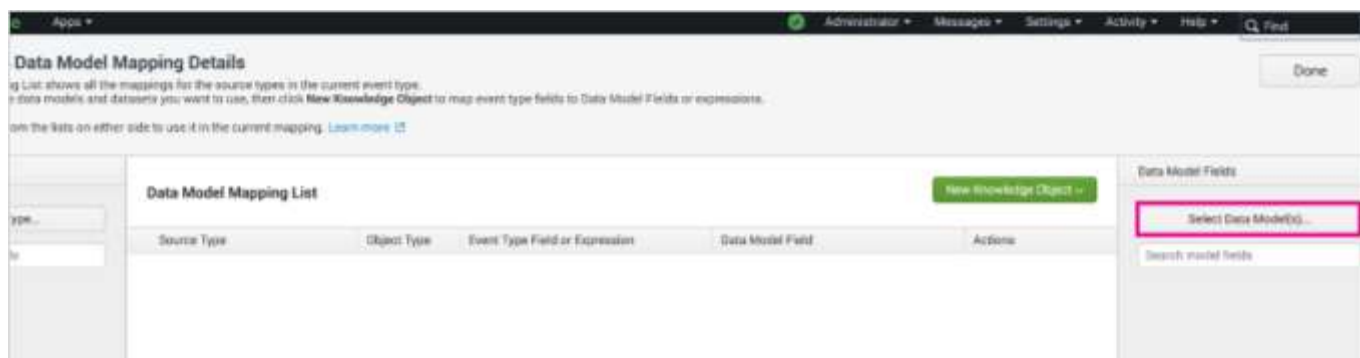 e Apps Administrator Messages Settings Activity Help Find
Data Model Mapping Details
Done
g List shows all the mappings for the source types in the current event type.
e data models and datasets you want to use, then click New Knowledge Object to map event type fields to Data Model Fields or expressions.
om the lists on either side to use it in the current mapping. Learn more
Data Model Fields
Data Model Mapping List
New Knowledge Object
ype...
Select Data Model(s)...
Source Type Object Type Event Type Field or Expression Data Model Field Actions
Search model fields